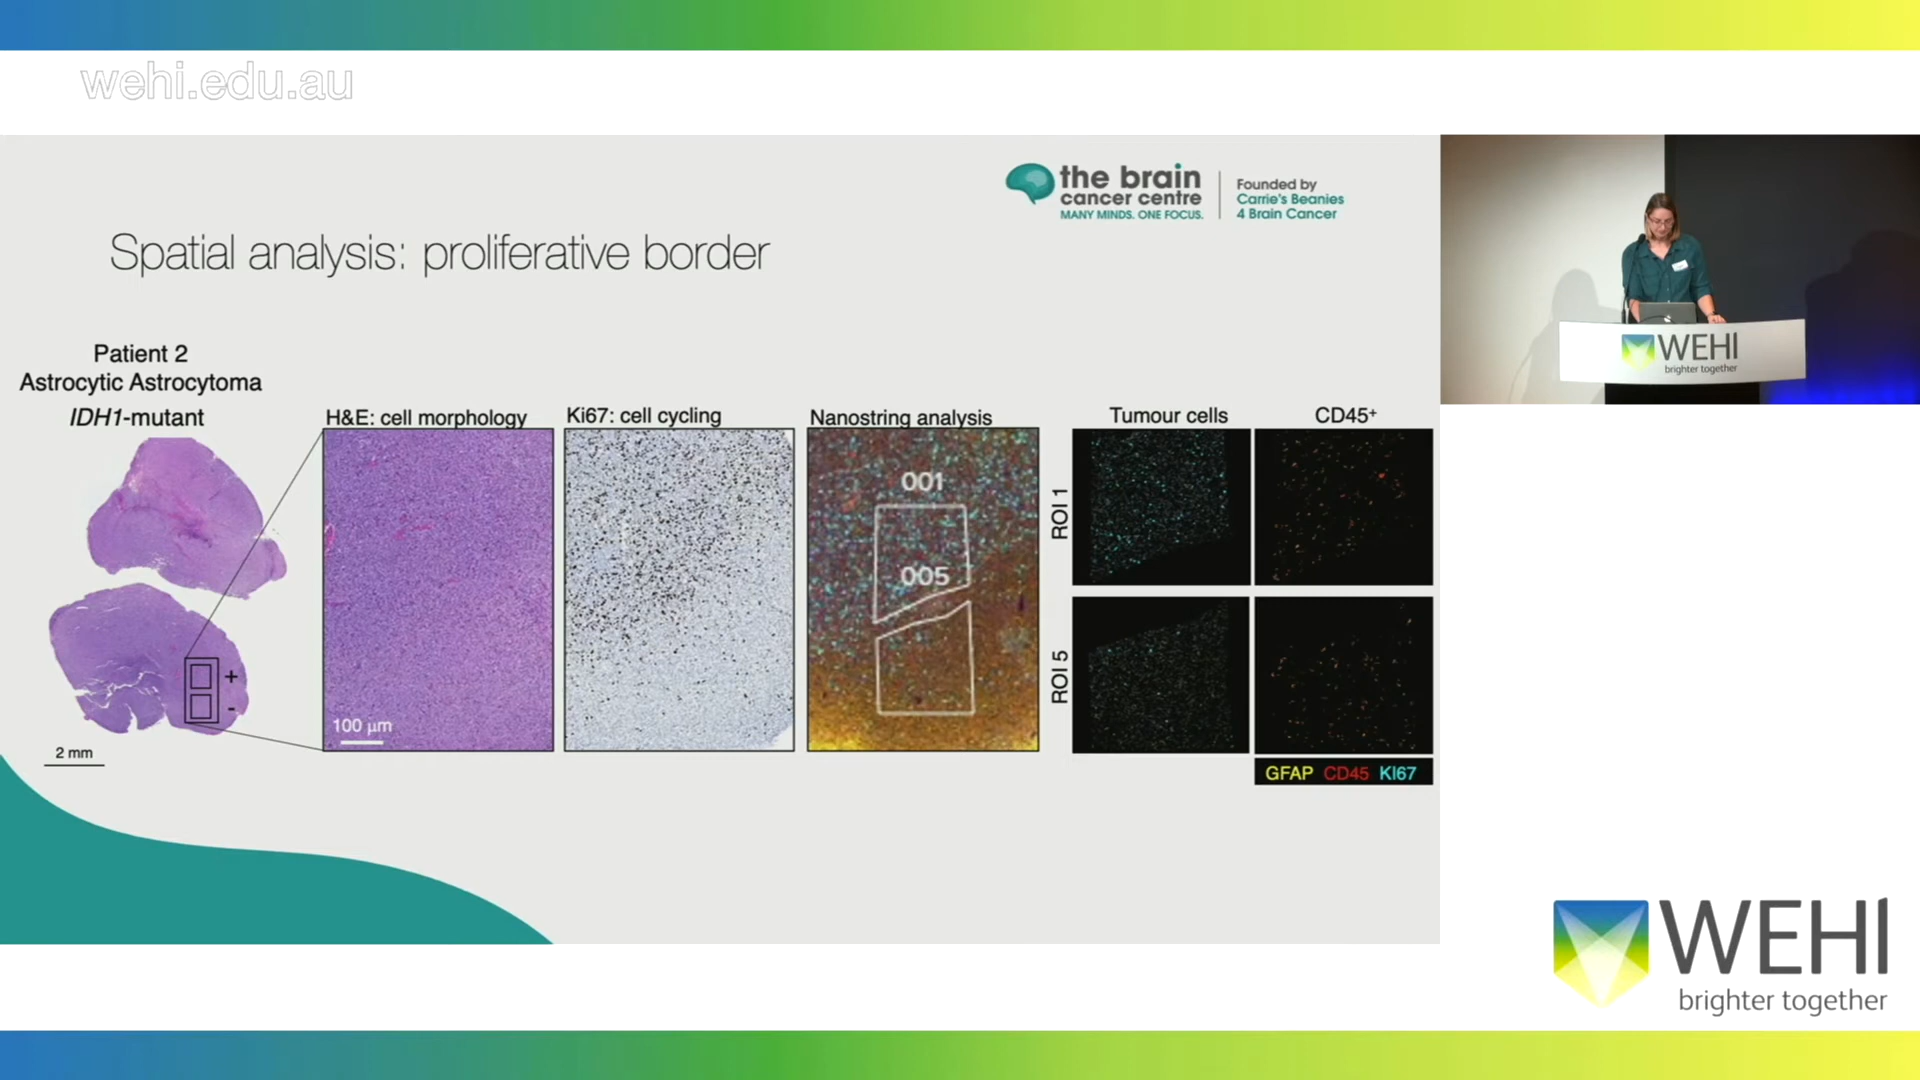 wehi.edu.au
the brain
cancer centre
MANY MINDS. ONE FOCUS.
Founded by
Carrie's Beanies
4 Brain Cancer
Spatial analysis: proliferative border
Patient 2
Astrocytic Astrocytoma
IDH1-mutant
H&E: cell morphology
Ki67: cell cycling
Nanostring analysis
Tumour cells
CD45⁺
001
005
ROI 1
ROI 5
+
-
100 μm
2 mm
GFAP CD45 KI67
WEHI
brighter together
WEHI
brighter together